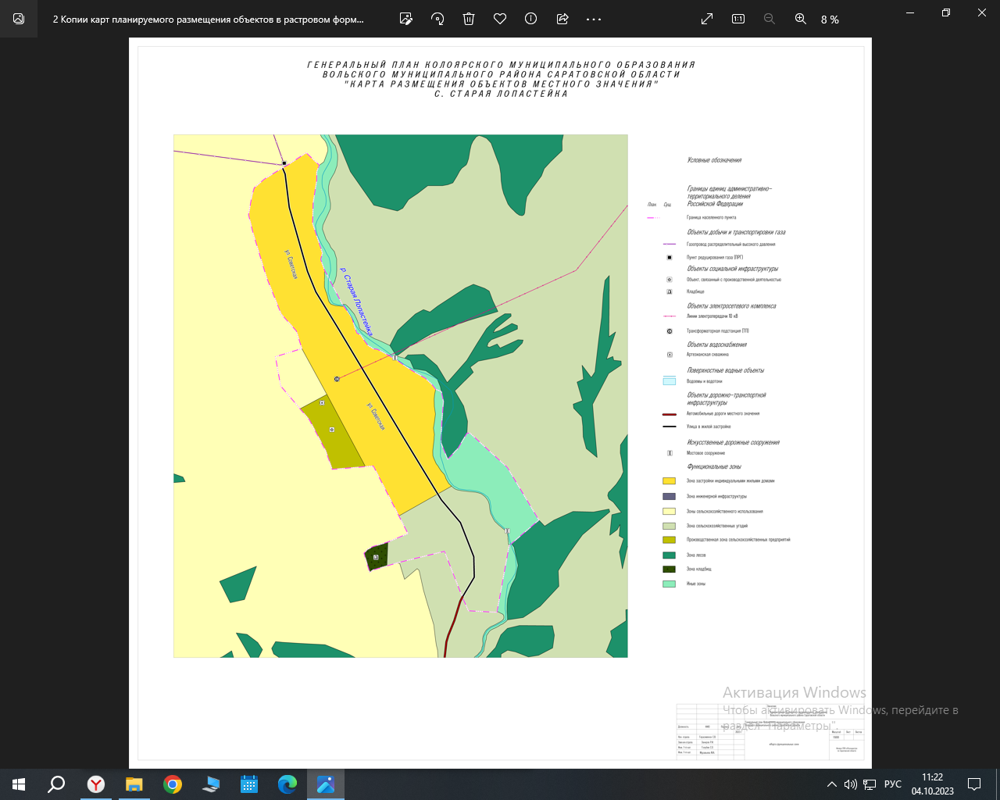 2 Копии карт планируемого размещения объектов в растровом форм...
8 %
ГЕНЕРАЛЬНЫЙ ПЛАН КОЛОЯРСКОГО МУНИЦИПАЛЬНОГО ОБРАЗОВАНИЯ
ВОЛЬСКОГО МУНИЦИПАЛЬНОГО РАЙОНА САРАТОВСКОЙ ОБЛАСТИ
"КАРТА РАЗМЕЩЕНИЯ ОБЪЕКТОВ МЕСТНОГО ЗНАЧЕНИЯ"
С. СТАРАЯ ЛОПАСТЕЙКА
ул. Советская
р. Старая Лопастейка
ул. Советская
Условные обозначения
Границы единиц административно-
территориального деления
План Сущ. Российской Федерации
Граница населенного пункта
Объекты добычи и транспортировки газа
Газопровод распределительный высокого давления
Пункт редуцирования газа (ПРГ)
Объекты социальной инфраструктуры
Объект, связанный с производственной деятельностью
Кладбище
Объекты электросетевого комплекса
Линии электропередачи 10 кВ
Трансформаторная подстанция (ТП)
Объекты водоснабжения
Артезианская скважина
Поверхностные водные объекты
Водоемы и водотоки
Объекты дорожно-транспортной
инфраструктуры
Автомобильные дороги местного значения
Улица в жилой застройке
Искусственные дорожные сооружения
Мостовое сооружение
Функциональные зоны
Зона застройки индивидуальными жилыми домами
Зона инженерной инфраструктуры
Зоны сельскохозяйственного использования
Зона сельскохозяйственных угодий
Производственная зона сельскохозяйственных предприятий
Зона лесов
Зона кладбищ
Иные зоны
Активация Windows
Чтобы активировать Windows, перейдите в
раздел "Параметры".
РУС
11:22
04.10.2023